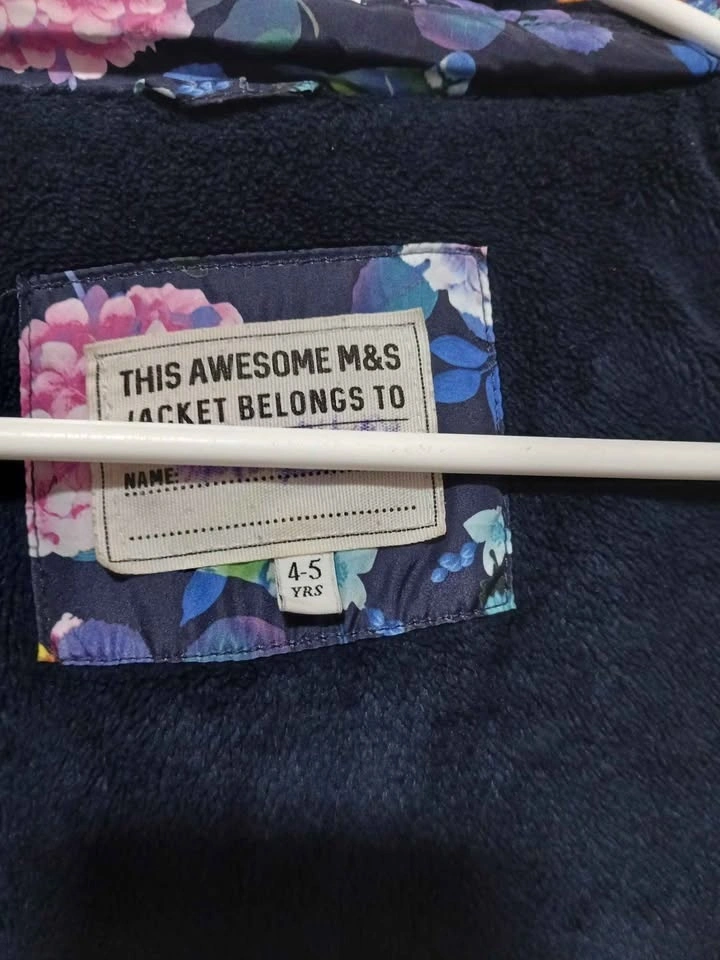 THIS AWESOME M&S
JACKET BELONGS TO
NAME:
4-5
YRS